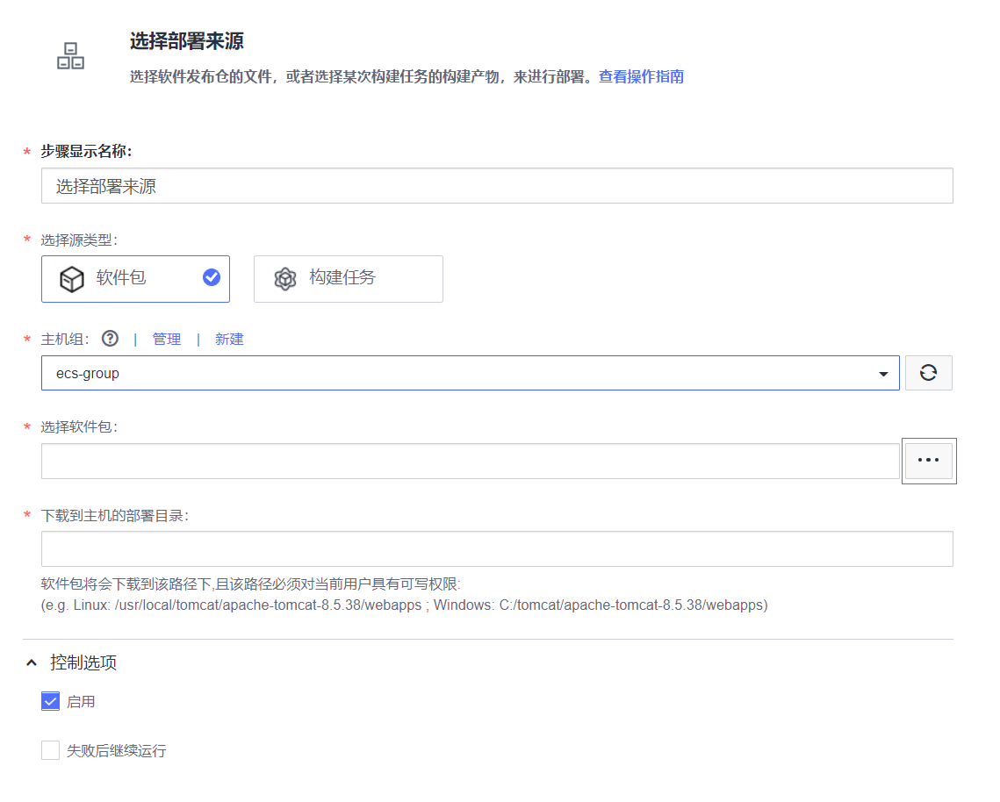 选择部署来源
选择软件发布仓的文件，或者选择某次构建任务的构建产物，来进行部署。查看操作指南
* 步骤显示名称：
选择部署来源
* 选择源类型：
软件包 构建任务
* 主机组： ? | 管理 | 新建
ecs-group
* 选择软件包：
...
* 下载到主机的部署目录：
软件包将会下载到该路径下,且该路径必须对当前用户具有可写权限:
(e.g. Linux: /usr/local/tomcat/apache-tomcat-8.5.38/webapps ; Windows: C:/tomcat/apache-tomcat-8.5.38/webapps)
控制选项
启用
失败后继续运行